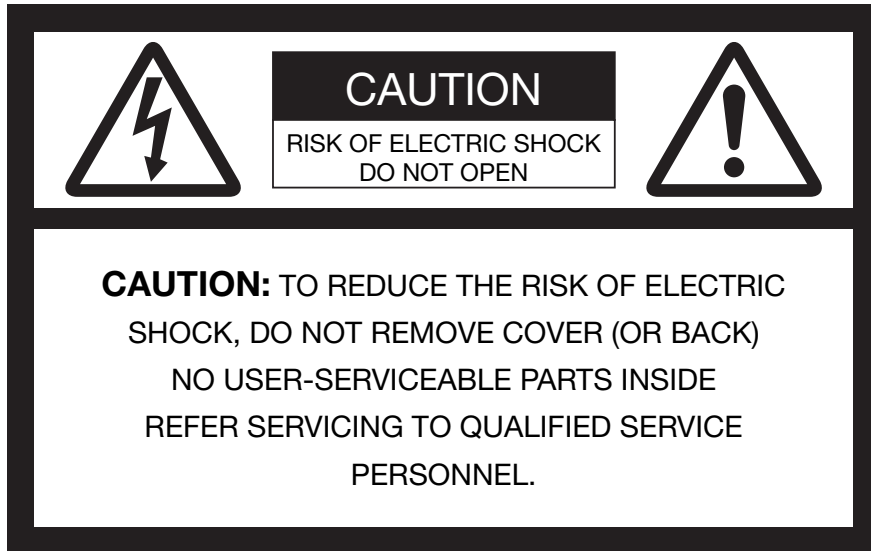 CAUTION
RISK OF ELECTRIC SHOCK
DO NOT OPEN
CAUTION: TO REDUCE THE RISK OF ELECTRIC
SHOCK, DO NOT REMOVE COVER (OR BACK)
NO USER-SERVICEABLE PARTS INSIDE
REFER SERVICING TO QUALIFIED SERVICE
PERSONNEL.